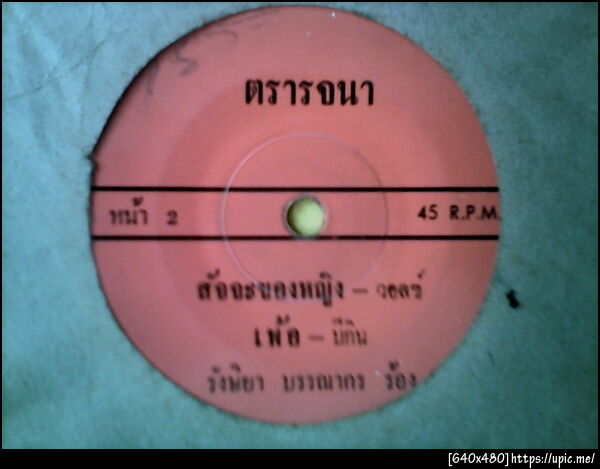 ตรารจนา
หน้า 2 45 R.P.M.
สัจจะของหญิง – วอลซ์
เพ้อ – บีกิน
รังษิยา บรรณากร ร้อง
[640x480]https://upic.me/